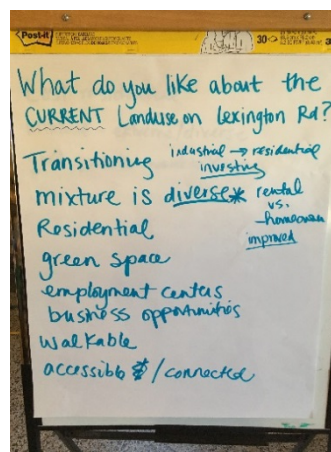 Post-it
30
What do you like about the
CURRENT Landuse on Lexington Rd?
Transitioning industrial → residential
investing
mixture is diverse* rental
vs.
homeowner
improved
Residential
green space
employment centers
business opportunities
walkable
accessible $ / connected